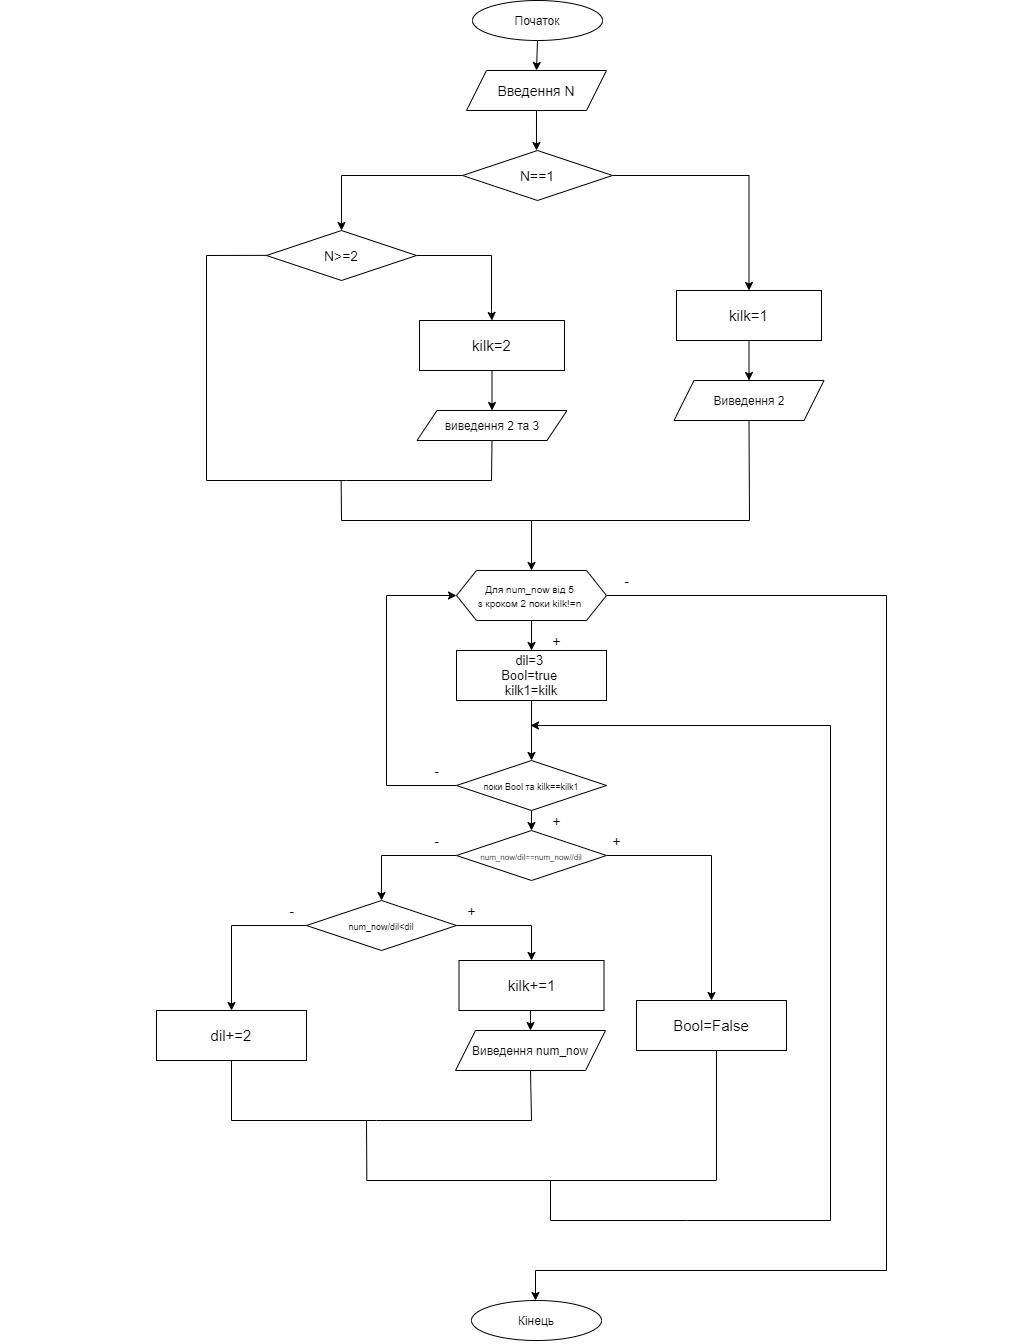 Початок
Введення N
N==1
N>=2
kilk=1
kilk=2
Виведення 2
виведення 2 та 3
Для num_now від 5
з кроком 2 поки kilk!=n
-
+
dil=3
Bool=true
kilk1=kilk
-
поки Bool та kilk==kilk1
+
-
+
num_now/dil==num_now//dil
-
+
num_now/dil<dil
kilk+=1
dil+=2
Bool=False
Виведення num_now
Кінець